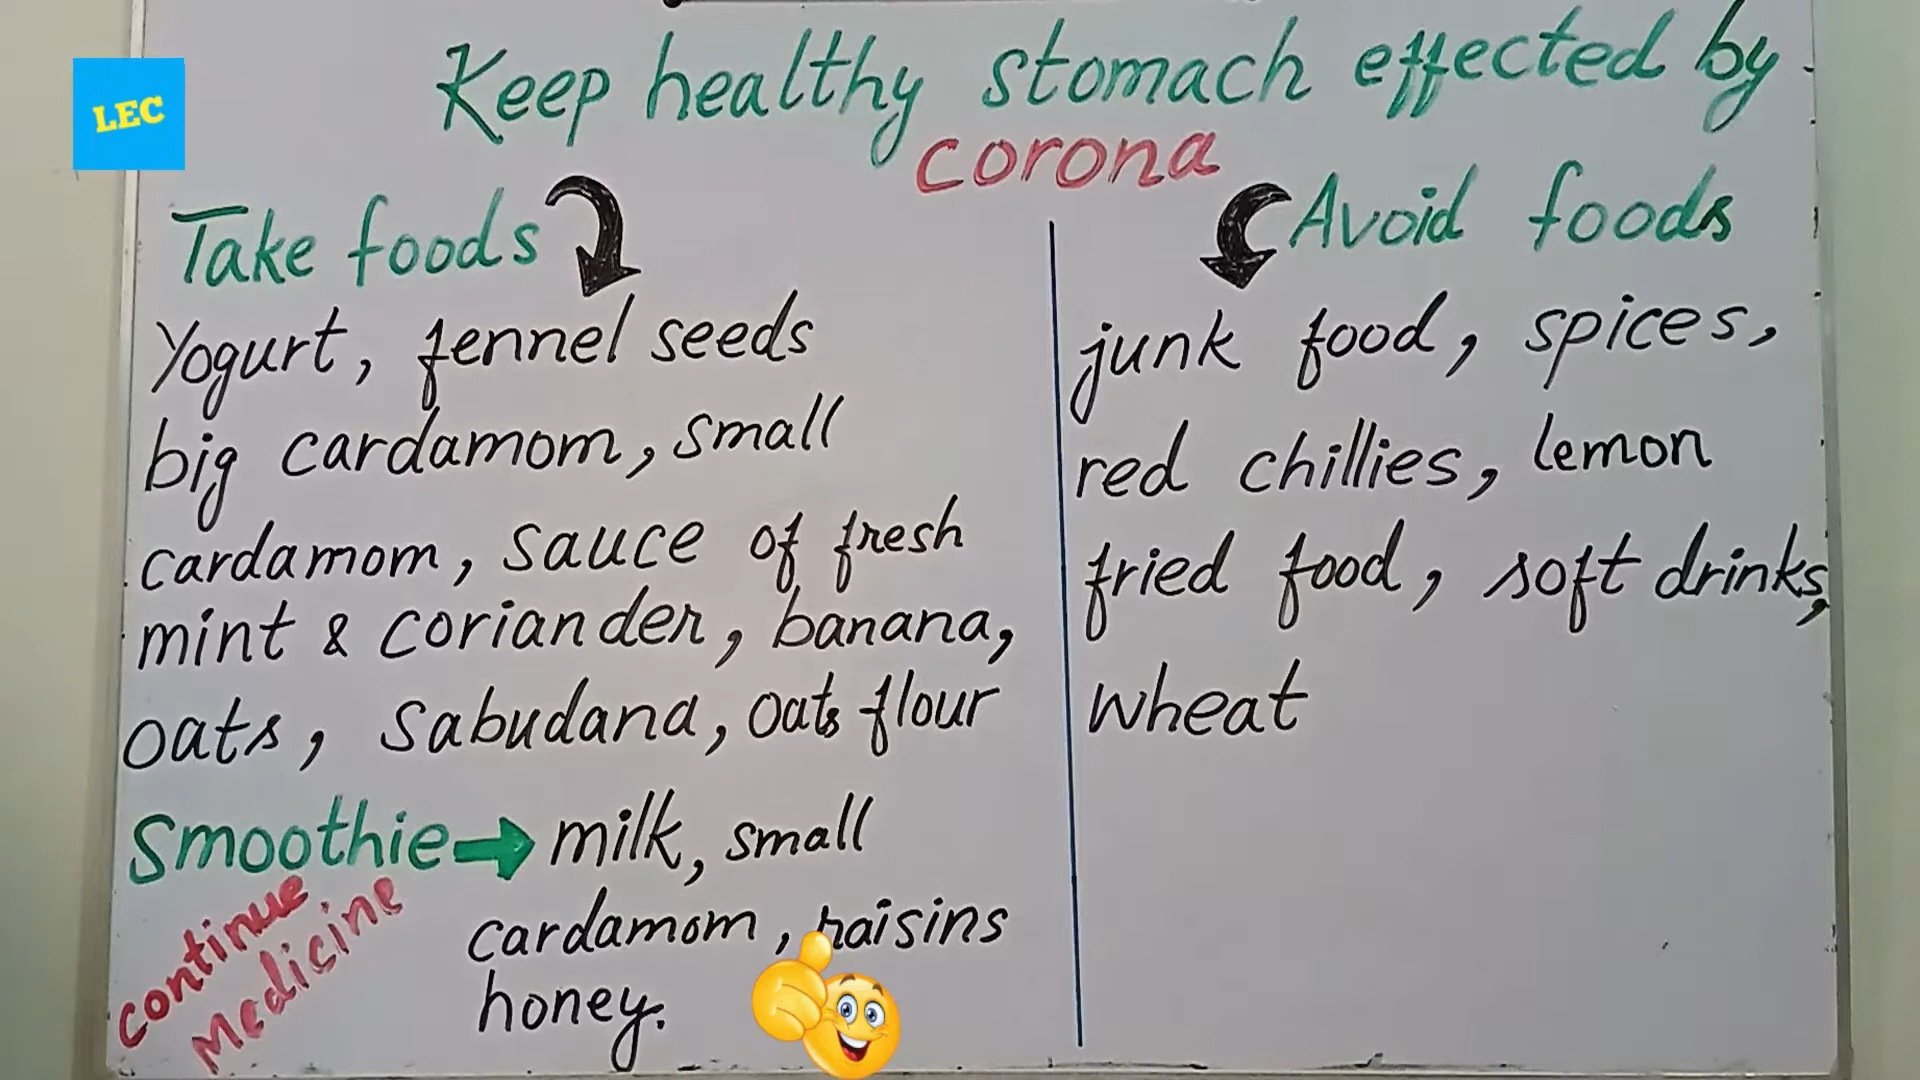 LEC
Keep healthy stomach effected by
corona
Take foods
Yogurt, fennel seeds
big cardamom, small
cardamom, sauce of fresh
mint & coriander, banana,
oats, sabudana, oats flour
Smoothie → milk, small
cardamom, raisins
honey.
continue
Medicine
Avoid foods
junk food, spices,
red chillies, lemon
fried food, soft drinks,
wheat